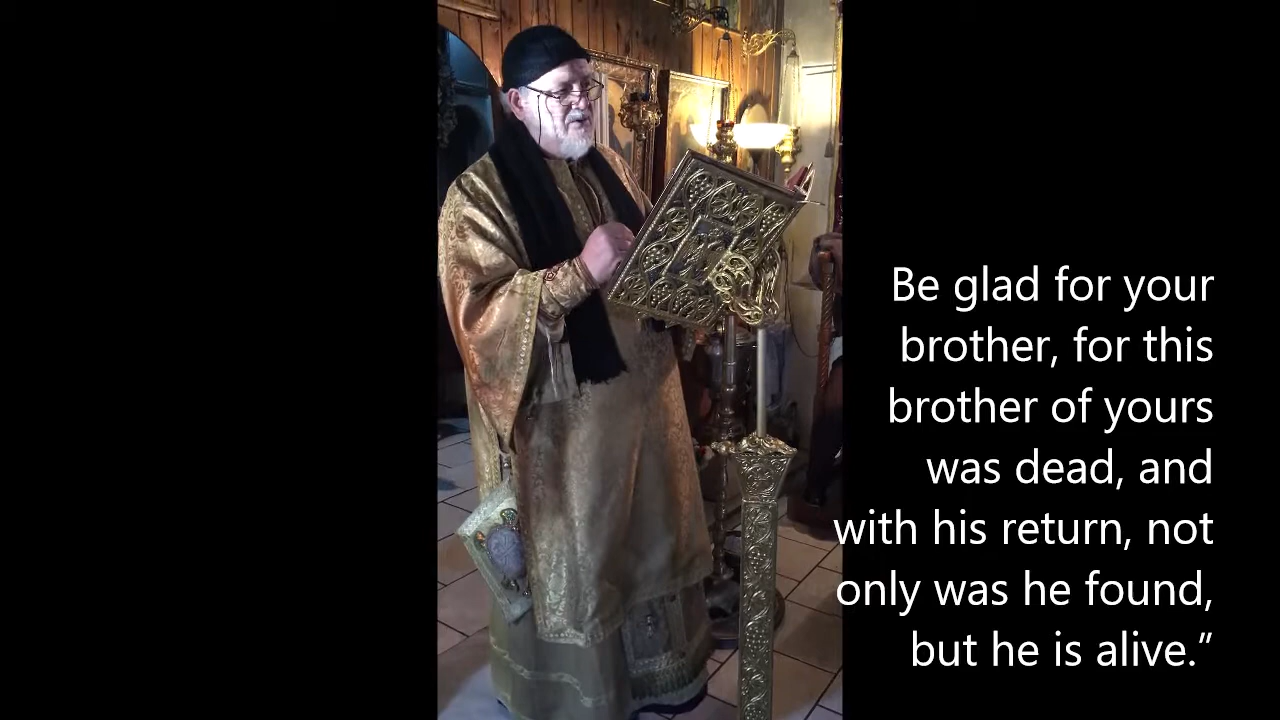 Be glad for your
brother, for this
brother of yours
was dead, and
with his return, not
only was he found,
but he is alive.”